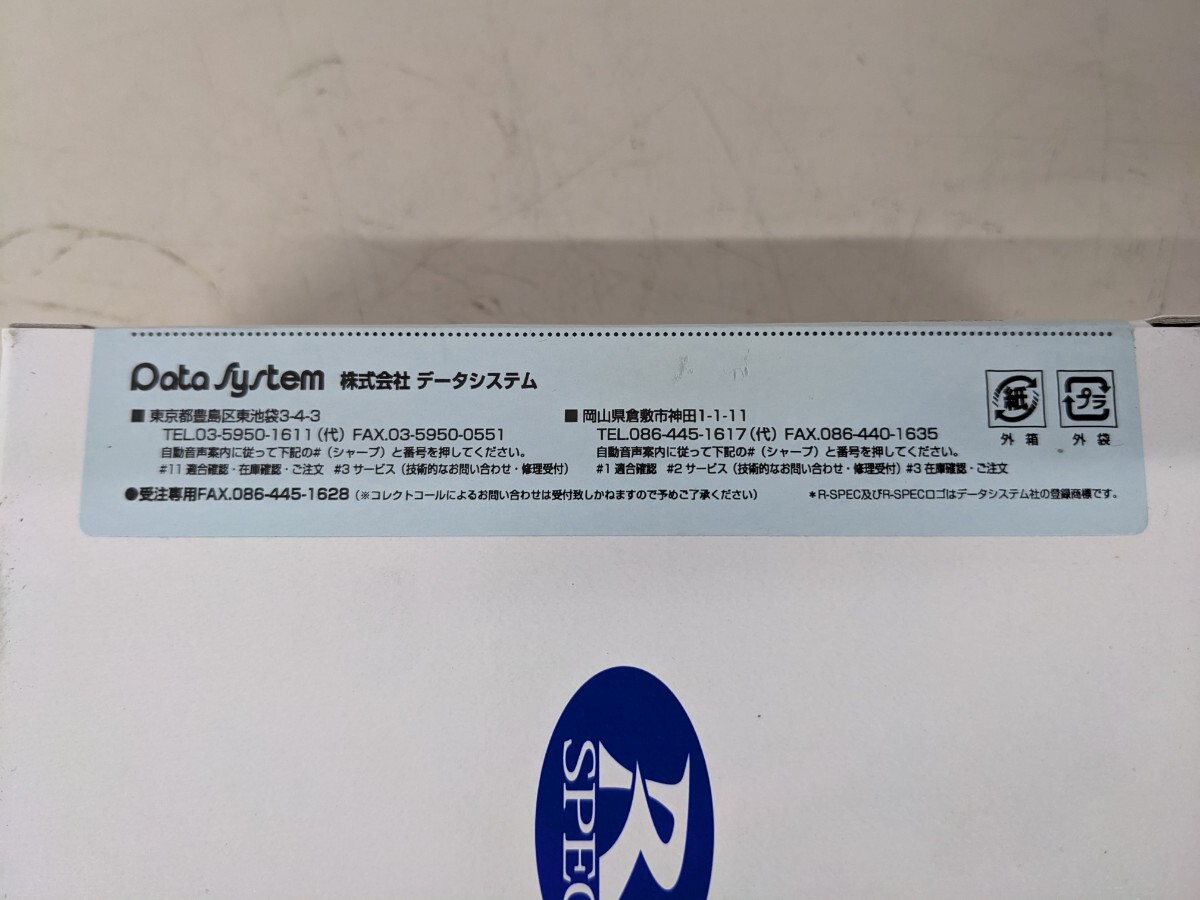 Data System 株式会社 データシステム
■東京都豊島区東池袋3-4-3
TEL.03-5950-1611（代）FAX.03-5950-0551
自動音声案内に従って下記の#（シャープ）と番号を押してください。
#11 適合確認・在庫確認・ご注文 #3 サービス（技術的なお問い合わせ・修理受付）
■岡山県倉敷市神田1-1-11
TEL.086-445-1617（代）FAX.086-440-1635
自動音声案内に従って下記の#（シャープ）と番号を押してください。
#1 適合確認 #2 サービス（技術的なお問い合わせ・修理受付）#3 在庫確認・ご注文
●受注専用FAX.086-445-1628（※コレクトコールによるお問い合わせは受付致しかねますので予めご了承ください）
＊R-SPEC及びR-SPECロゴはデータシステム社の登録商標です。
紙
外箱
プラ
外袋
R
SPEC